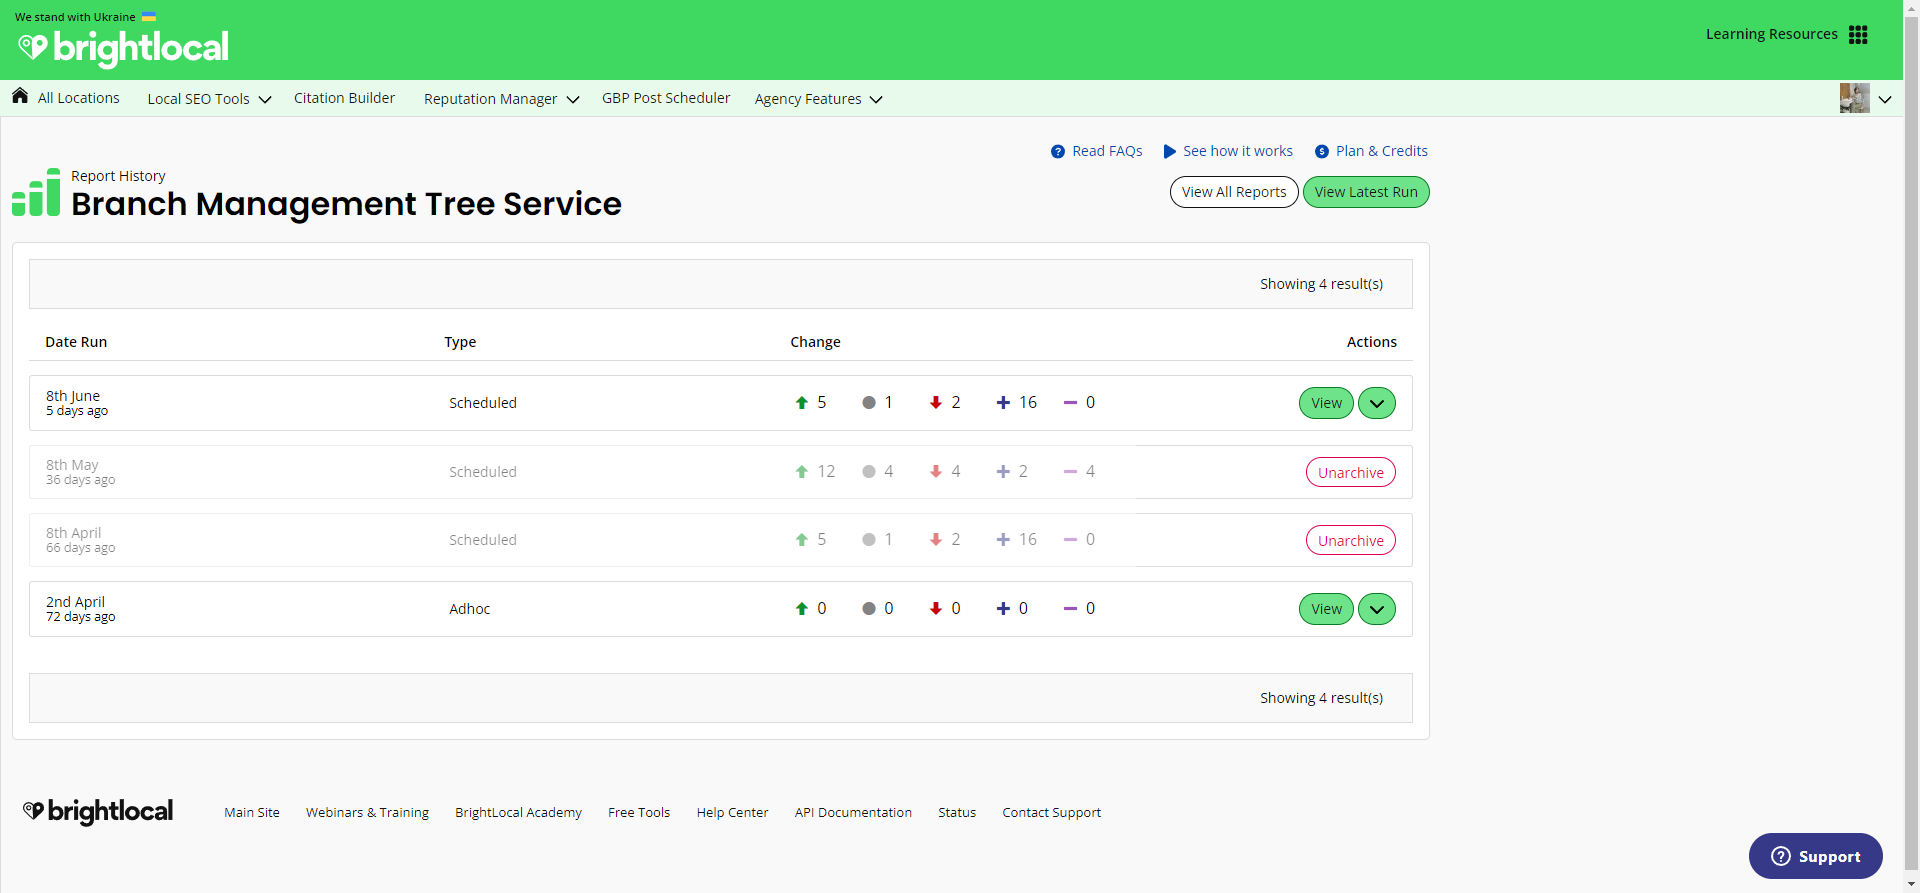 We stand with Ukraine
brightlocal
Learning Resources
All Locations
Local SEO Tools
Citation Builder
Reputation Manager
GBP Post Scheduler
Agency Features
Read FAQs
See how it works
Plan & Credits
Report History
Branch Management Tree Service
View All Reports
View Latest Run
Showing 4 result(s)
Date Run Type Change Actions
8th June
5 days ago
Scheduled 5 1 2 16 0 View
8th May
36 days ago
Scheduled 12 4 4 2 4 Unarchive
8th April
66 days ago
Scheduled 5 1 2 16 0 Unarchive
2nd April
72 days ago
Adhoc 0 0 0 0 0 View
Showing 4 result(s)
brightlocal
Main Site Webinars & Training BrightLocal Academy Free Tools Help Center API Documentation Status Contact Support
Support